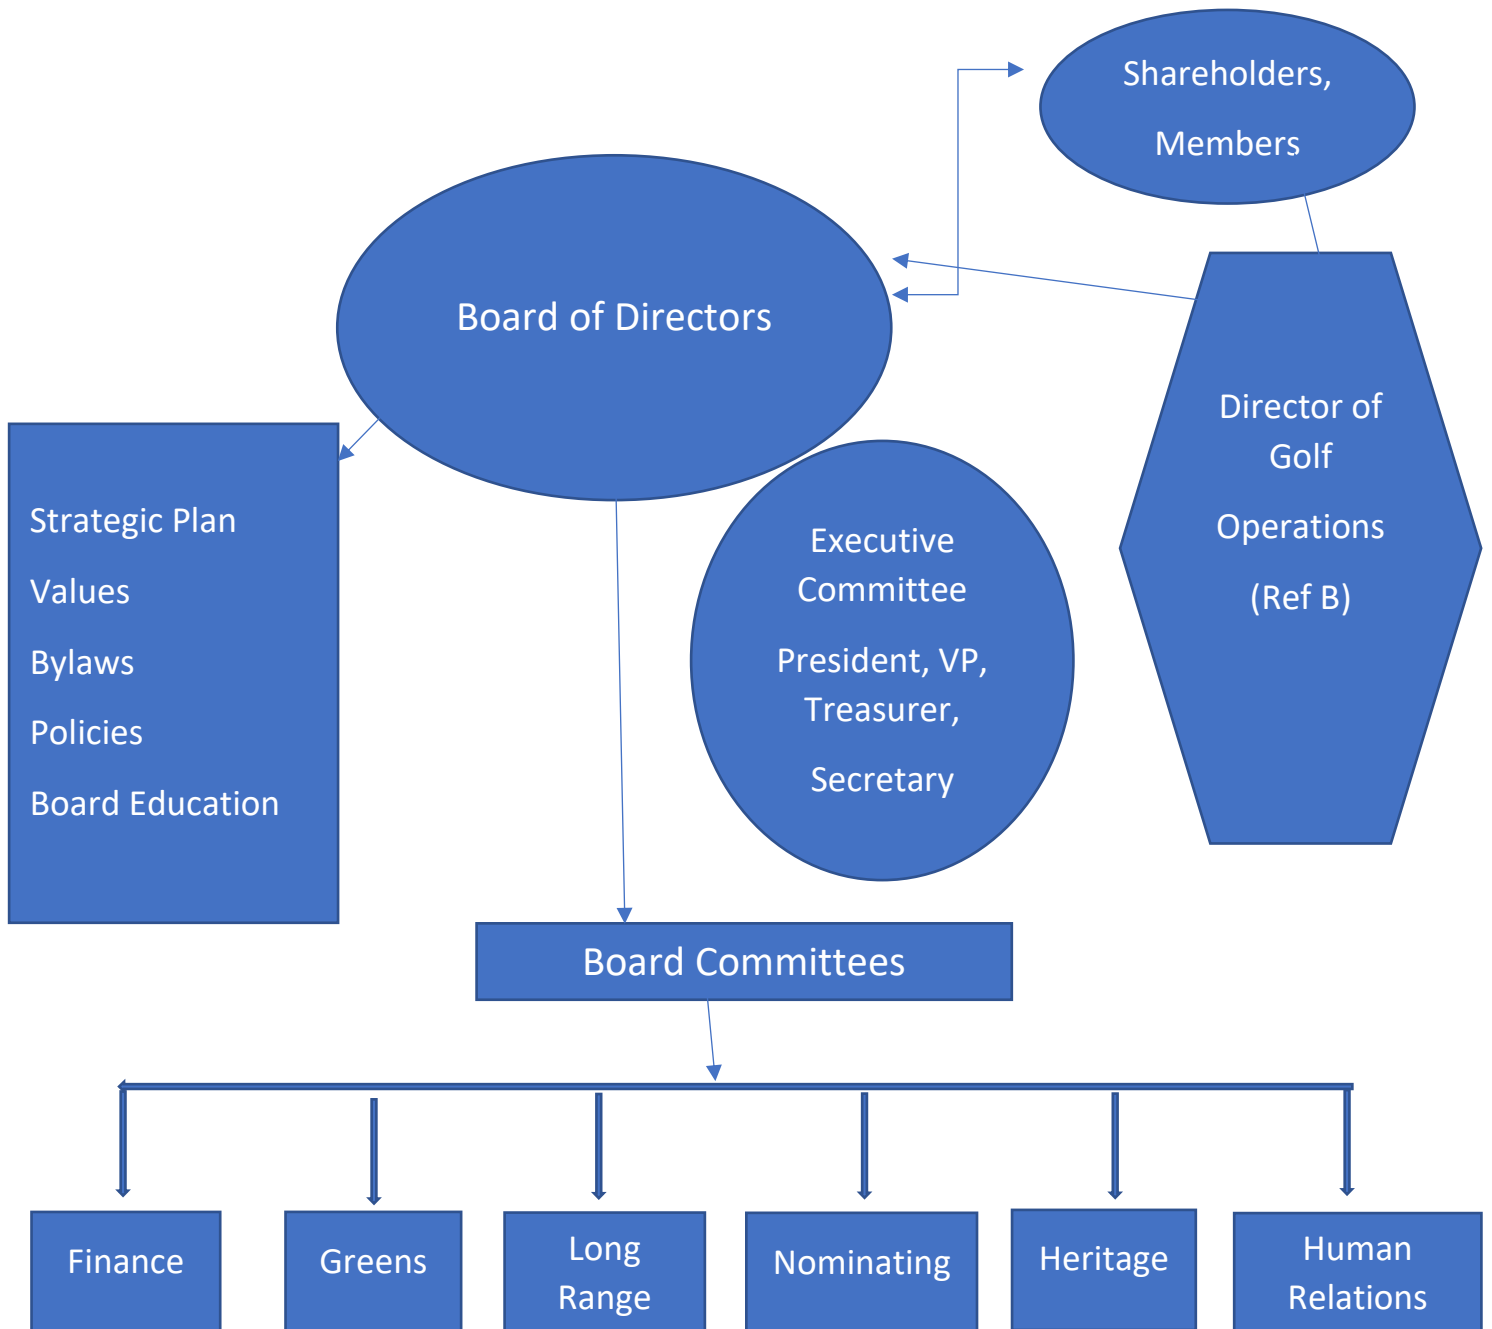 Shareholders,
Members
Board of Directors
Director of
Golf
Operations
(Ref B)
Strategic Plan
Values
Bylaws
Policies
Board Education
Executive
Committee
President, VP,
Treasurer,
Secretary
Board Committees
Finance
Greens
Long
Range
Nominating
Heritage
Human
Relations